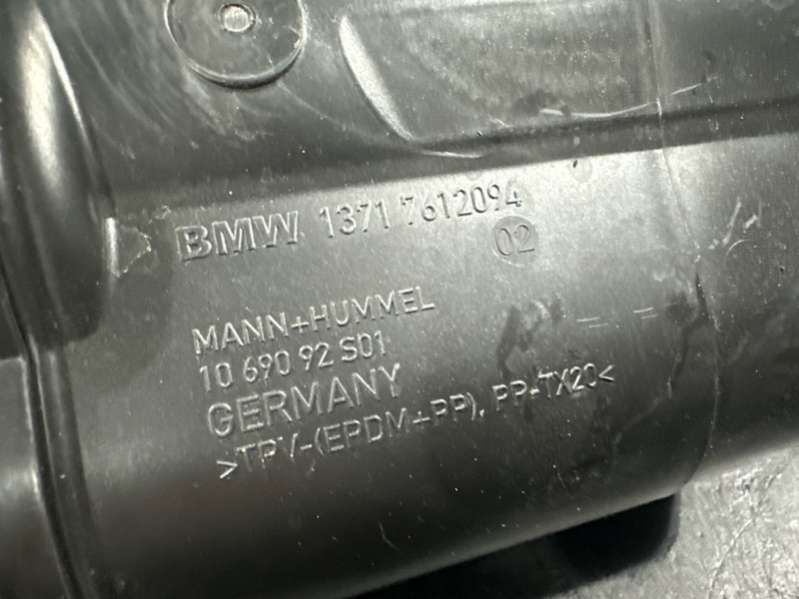 BMW 1371 7612094
02
MANN+HUMMEL
10 690 92 S01
GERMANY
>TPV-(EPDM+PP), PP-TX20<